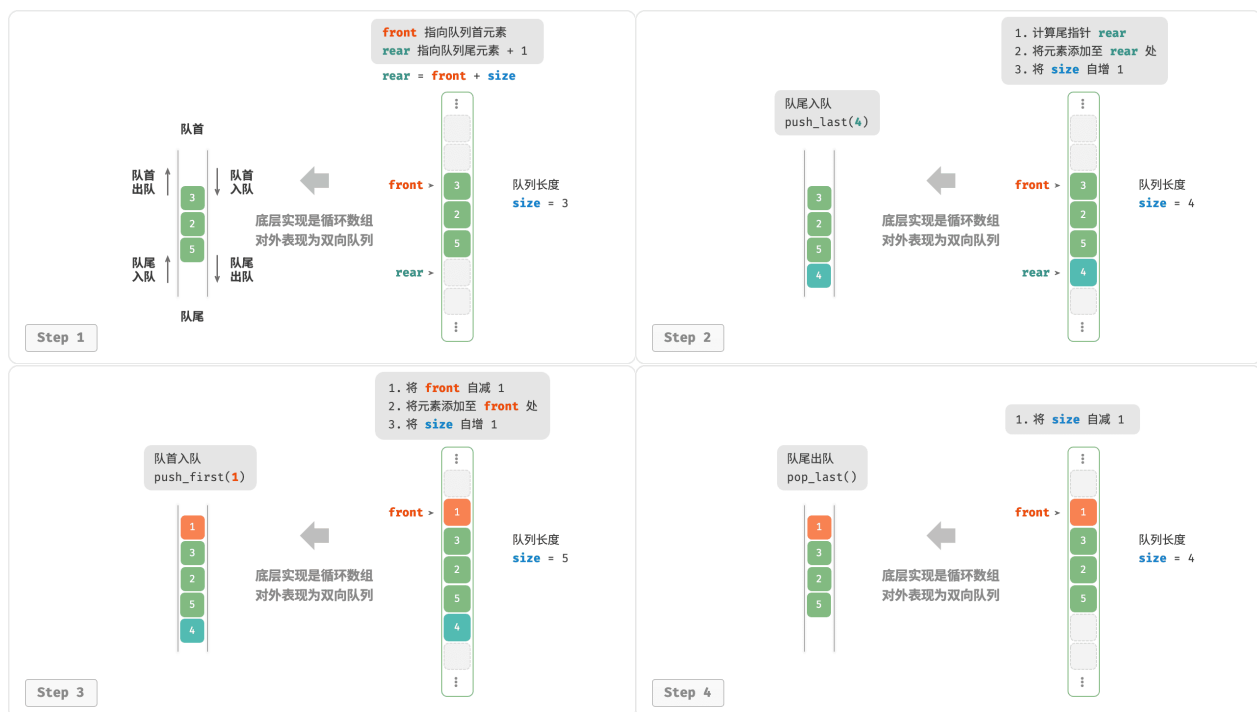 front 指向队列首元素
rear 指向队列尾元素 + 1
rear = front + size
队首
队首
出队
队首
入队
3
2
5
队尾
入队
队尾
出队
队尾
底层实现是循环数组
对外表现为双向队列
front
3
2
5
rear
队列长度
size = 3
Step 1
1. 计算尾指针 rear
2. 将元素添加至 rear 处
3. 将 size 自增 1
队尾入队
push_last(4)
3
2
5
4
底层实现是循环数组
对外表现为双向队列
front
3
2
5
rear
4
队列长度
size = 4
Step 2
1. 将 front 自减 1
2. 将元素添加至 front 处
3. 将 size 自增 1
队首入队
push_first(1)
1
3
2
5
4
底层实现是循环数组
对外表现为双向队列
front
1
3
2
5
4
队列长度
size = 5
Step 3
1. 将 size 自减 1
队尾出队
pop_last()
1
3
2
5
底层实现是循环数组
对外表现为双向队列
front
1
3
2
5
队列长度
size = 4
Step 4